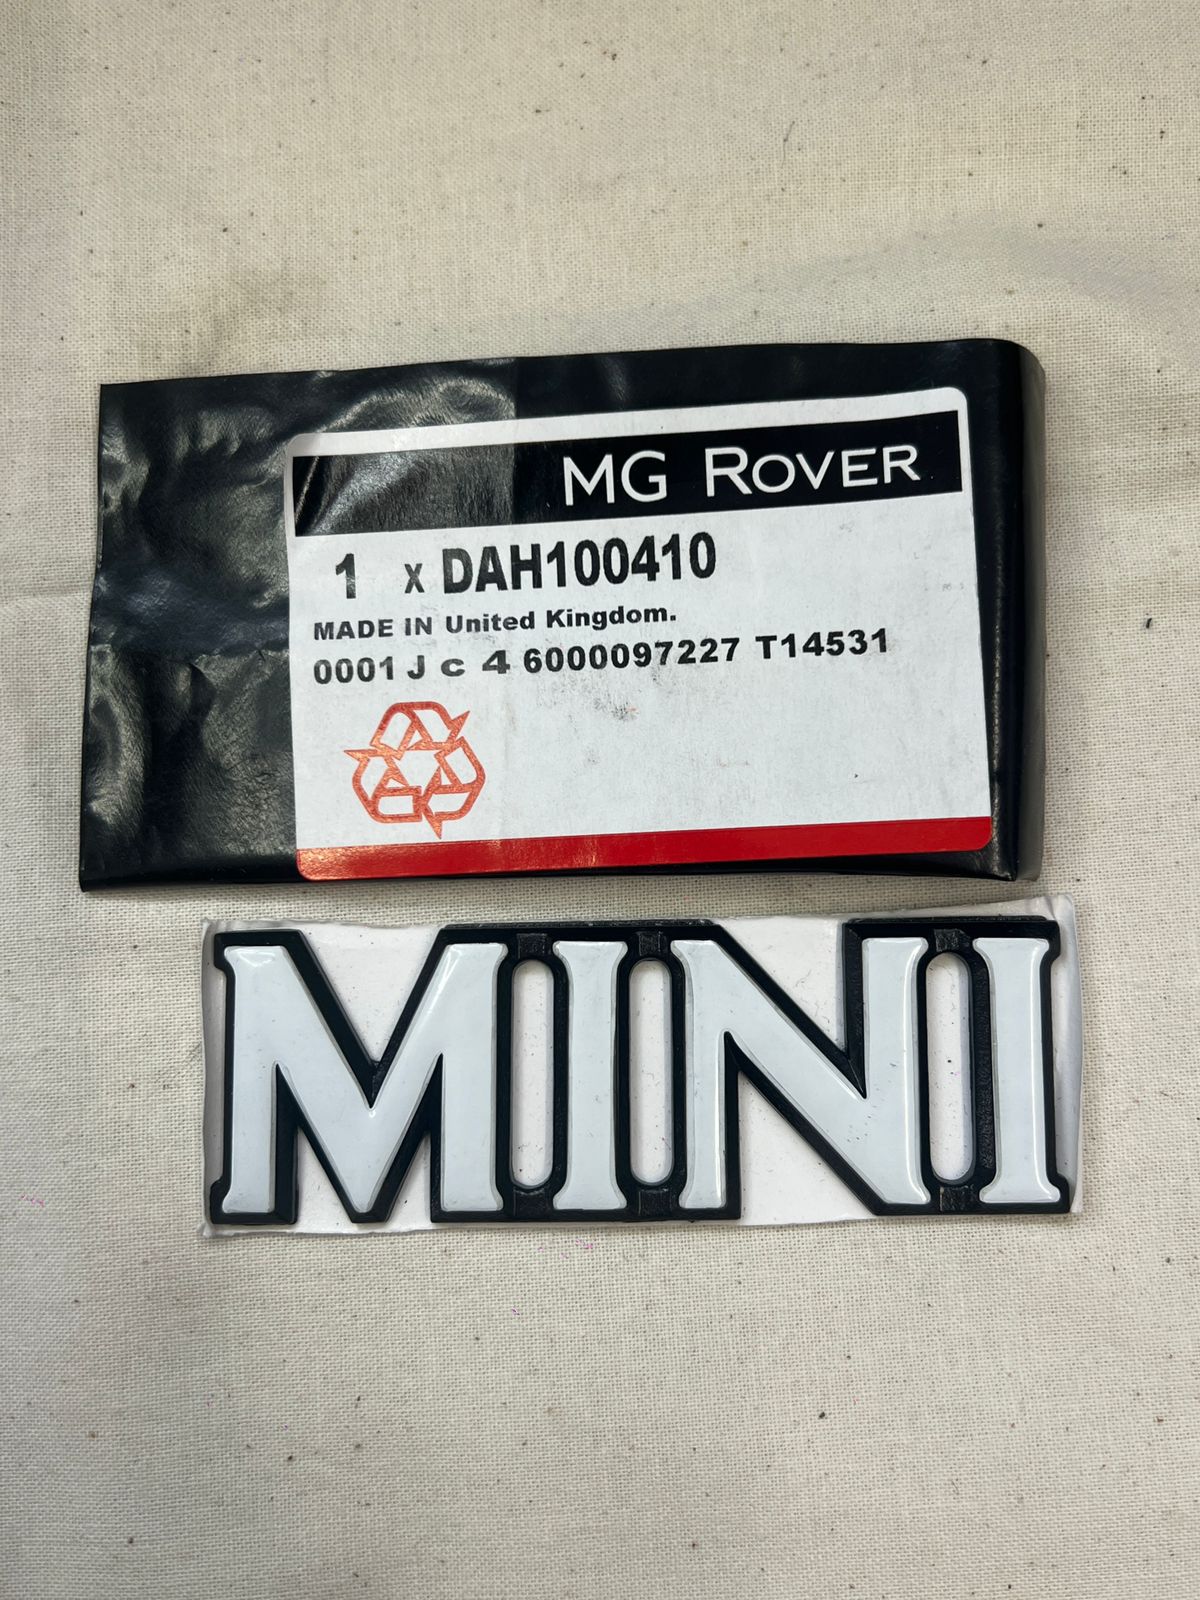 MG ROVER
1 x DAH100410
MADE IN United Kingdom.
0001 J c 4 6000097227 T14531
MINI